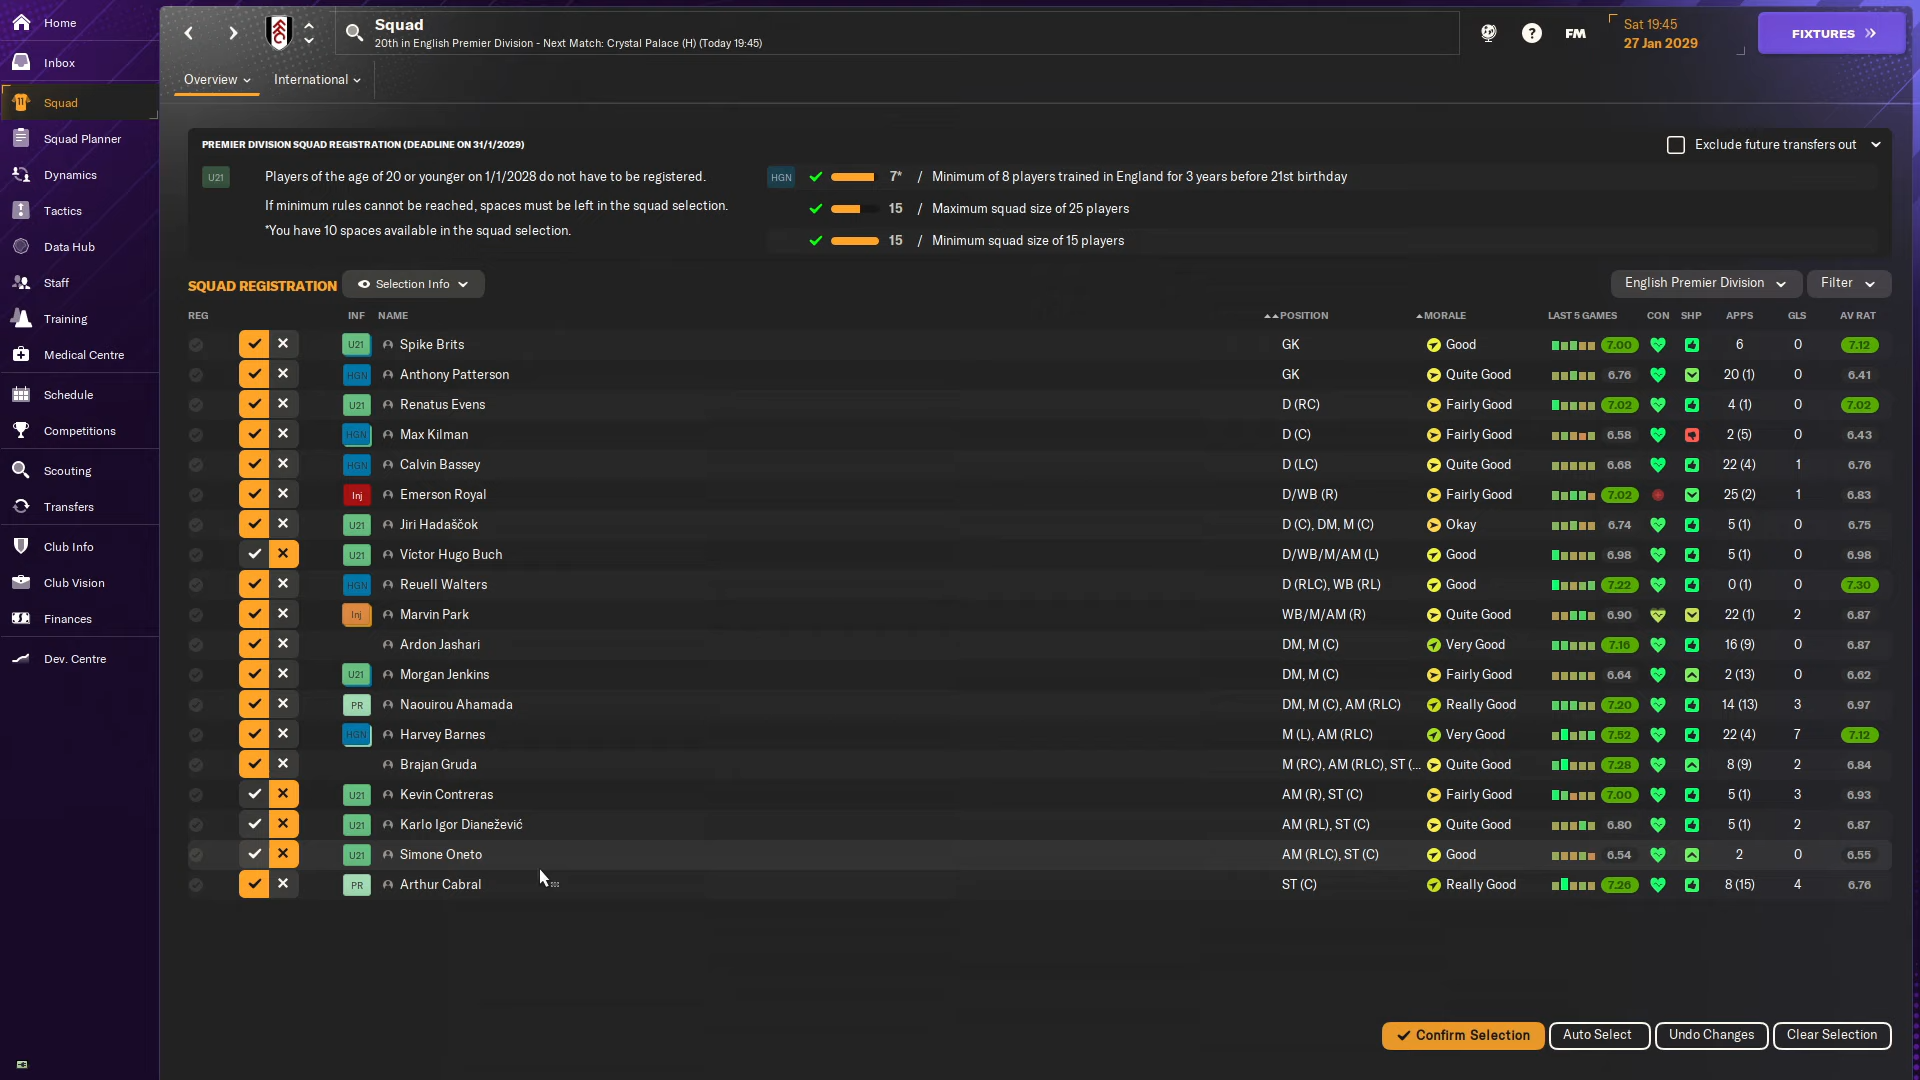 Home
Inbox
Squad
Squad Planner
Dynamics
Tactics
Data Hub
Staff
Training
Medical Centre
Schedule
Competitions
Scouting
Transfers
Club Info
Club Vision
Finances
Dev. Centre
Squad
20th in English Premier Division - Next Match: Crystal Palace (H) (Today 19:45)
FM
Sat 19:45
27 Jan 2029
FIXTURES
Overview International
PREMIER DIVISION SQUAD REGISTRATION (DEADLINE ON 31/1/2029)
Exclude future transfers out
U21 Players of the age of 20 or younger on 1/1/2028 do not have to be registered.
If minimum rules cannot be reached, spaces must be left in the squad selection.
*You have 10 spaces available in the squad selection.
HGN 7* / Minimum of 8 players trained in England for 3 years before 21st birthday
15 / Maximum squad size of 25 players
15 / Minimum squad size of 15 players
SQUAD REGISTRATION Selection Info English Premier Division Filter
REG INF NAME POSITION MORALE LAST 5 GAMES CON SHP APPS GLS AV RAT
U21 Spike Brits GK Good 7.00 6 0 7.12
HGN Anthony Patterson GK Quite Good 6.76 20 (1) 0 6.41
U21 Renatus Evens D (RC) Fairly Good 7.02 4 (1) 0 7.02
HGN Max Kilman D (C) Fairly Good 6.58 2 (5) 0 6.43
HGN Calvin Bassey D (LC) Quite Good 6.68 22 (4) 1 6.76
Inj Emerson Royal D/WB (R) Fairly Good 7.02 25 (2) 1 6.83
U21 Jiri Hadaščok D (C), DM, M (C) Okay 6.74 5 (1) 0 6.75
U21 Víctor Hugo Buch D/WB/M/AM (L) Good 6.98 5 (1) 0 6.98
HGN Reuell Walters D (RLC), WB (RL) Good 7.22 0 (1) 0 7.30
Inj Marvin Park WB/M/AM (R) Quite Good 6.90 22 (1) 2 6.87
Ardon Jashari DM, M (C) Very Good 7.16 16 (9) 0 6.87
U21 Morgan Jenkins DM, M (C) Fairly Good 6.64 2 (13) 0 6.62
PR Naouirou Ahamada DM, M (C), AM (RLC) Really Good 7.20 14 (13) 3 6.97
HGN Harvey Barnes M (L), AM (RLC) Very Good 7.52 22 (4) 7 7.12
Brajan Gruda M (RC), AM (RLC), ST (... Quite Good 7.28 8 (9) 2 6.84
U21 Kevin Contreras AM (R), ST (C) Fairly Good 7.00 5 (1) 3 6.93
U21 Karlo Igor Dianežević AM (RL), ST (C) Quite Good 6.80 5 (1) 2 6.87
U21 Simone Oneto AM (RLC), ST (C) Good 6.54 2 0 6.55
PR Arthur Cabral ST (C) Really Good 7.26 8 (15) 4 6.76
Confirm Selection Auto Select Undo Changes Clear Selection